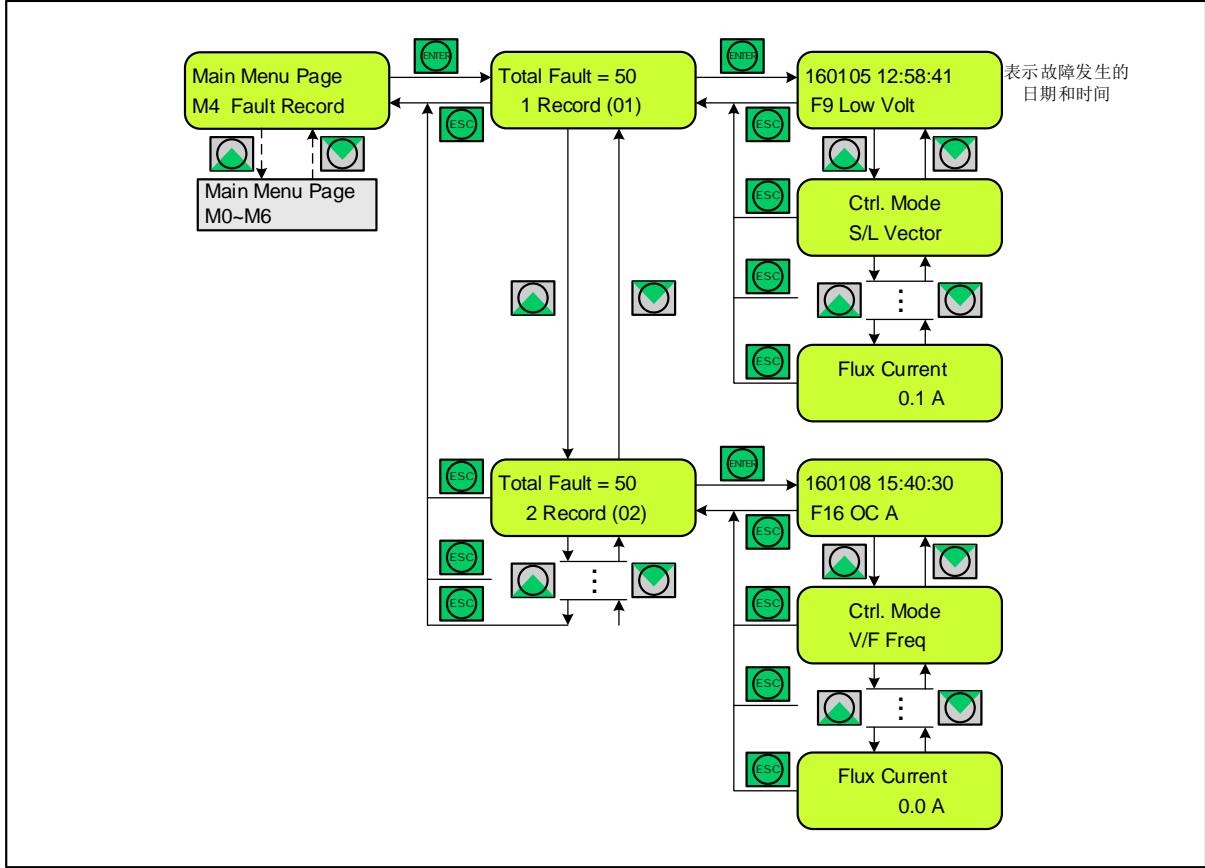 ENTER
ENTER
Main Menu Page
M4  Fault Record
Total Fault = 50
1 Record (01)
160105 12:58:41
F9 Low Volt
表示故障发生的
日期和时间
ESC
ESC
Main Menu Page
M0~M6
ESC
Ctrl. Mode
S/L Vector
ESC
⋮
ESC
Flux Current
0.1 A
ENTER
ESC
Total Fault = 50
2 Record (02)
160108 15:40:30
F16 OC A
ESC
ESC
⋮
ESC
ESC
Ctrl. Mode
V/F Freq
ESC
⋮
ESC
Flux Current
0.0 A